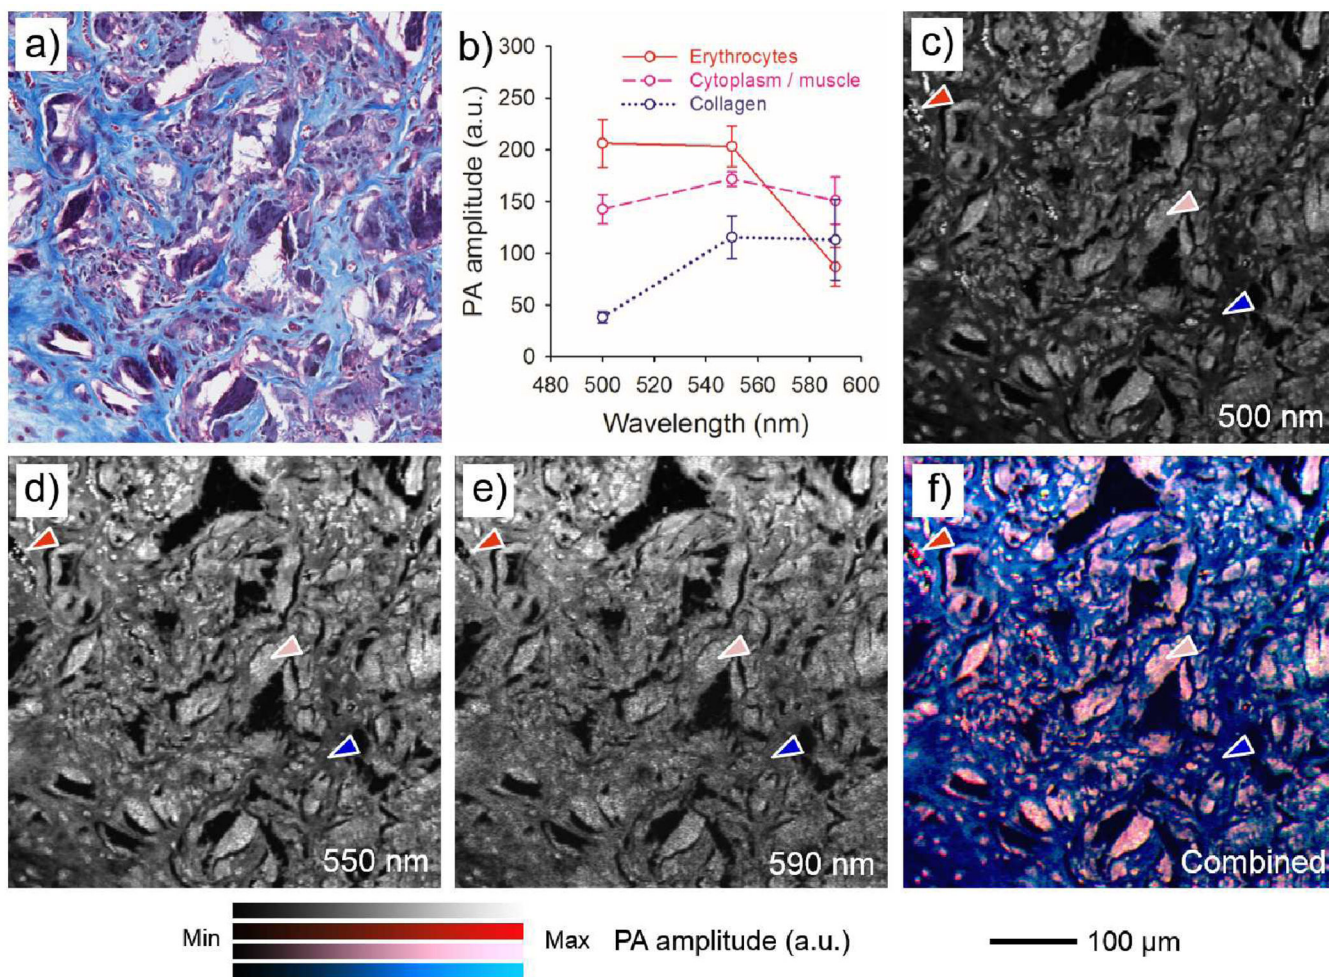 a)
b)
300
250
200
150
100
50
0
PA amplitude (a.u.)
Erythrocytes
Cytoplasm / muscle
Collagen
480 500 520 540 560 580 600
Wavelength (nm)
c)
500 nm
d)
550 nm
e)
590 nm
f)
Combined
Min
Max PA amplitude (a.u.)
100 µm